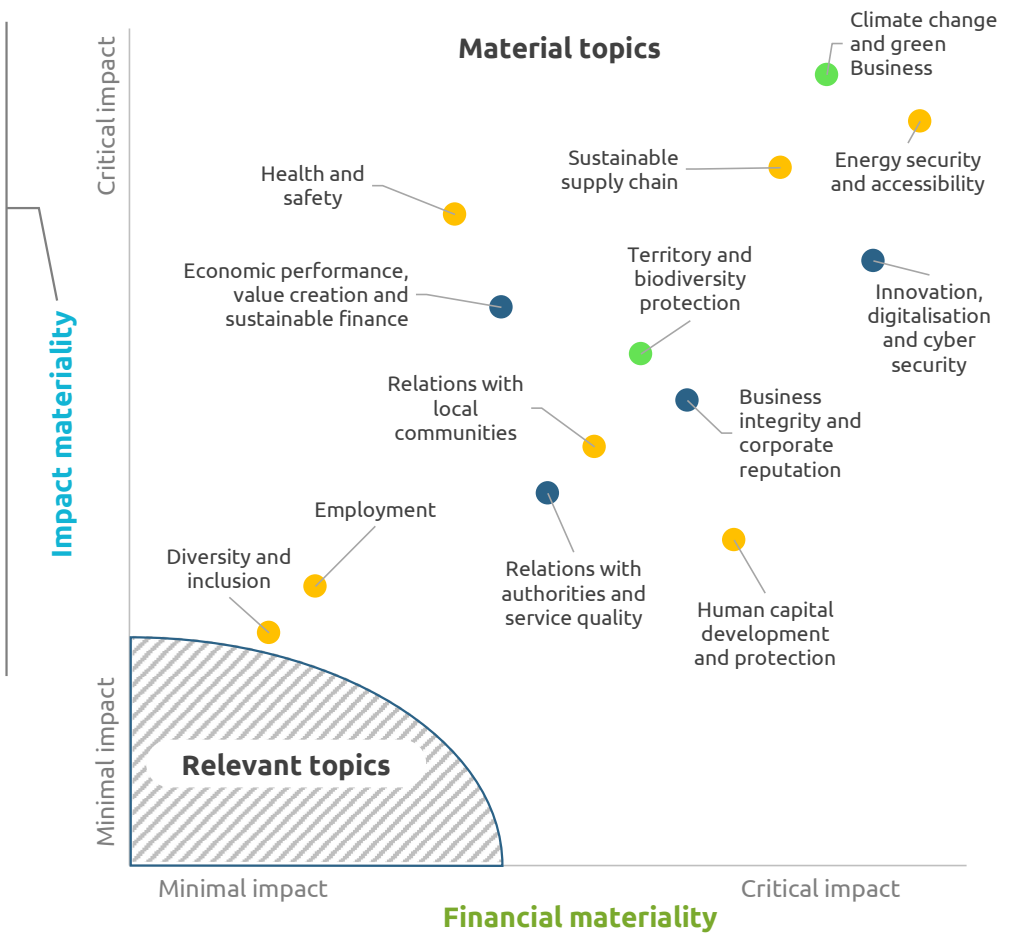 Climate change
and green
Business
Material topics
Critical impact
Sustainable
supply chain
Energy security
and accessibility
Health and
safety
Territory and
biodiversity
protection
Economic performance,
value creation and
sustainable finance
Innovation,
digitalisation
and cyber
security
Impact materiality
Relations with
local
communities
Business
integrity and
corporate
reputation
Employment
Diversity and
inclusion
Relations with
authorities and
service quality
Human capital
development
and protection
Minimal impact
Relevant topics
Minimal impact
Critical impact
Financial materiality